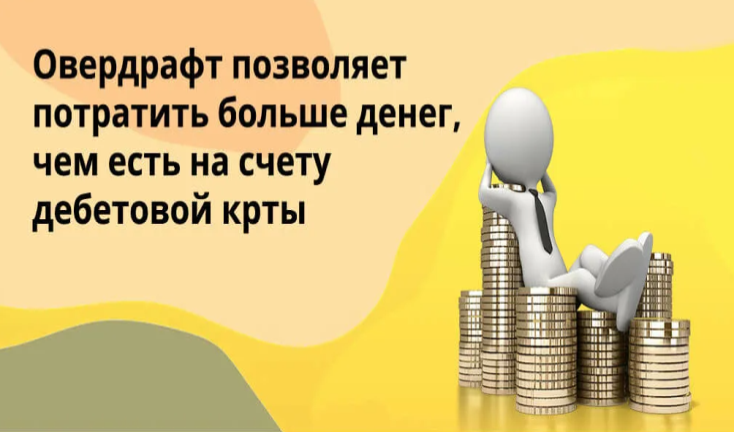 Овердрафт позволяет
потратить больше денег,
чем есть на счету
дебетовой крты